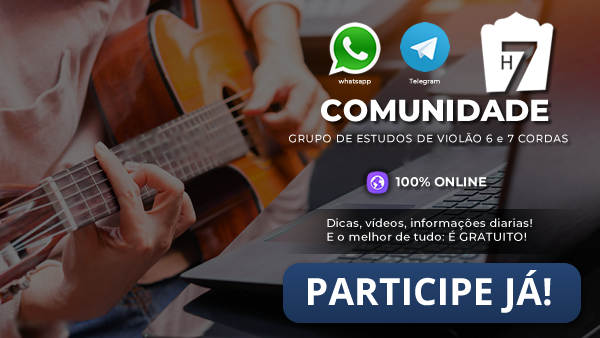 whatsapp
Telegram
H
7
COMUNIDADE
GRUPO DE ESTUDOS DE VIOLÃO 6 e 7 CORDAS
100% ONLINE
Dicas, vídeos, informações diarias!
E o melhor de tudo: É GRATUITO!
PARTICIPE JÁ!